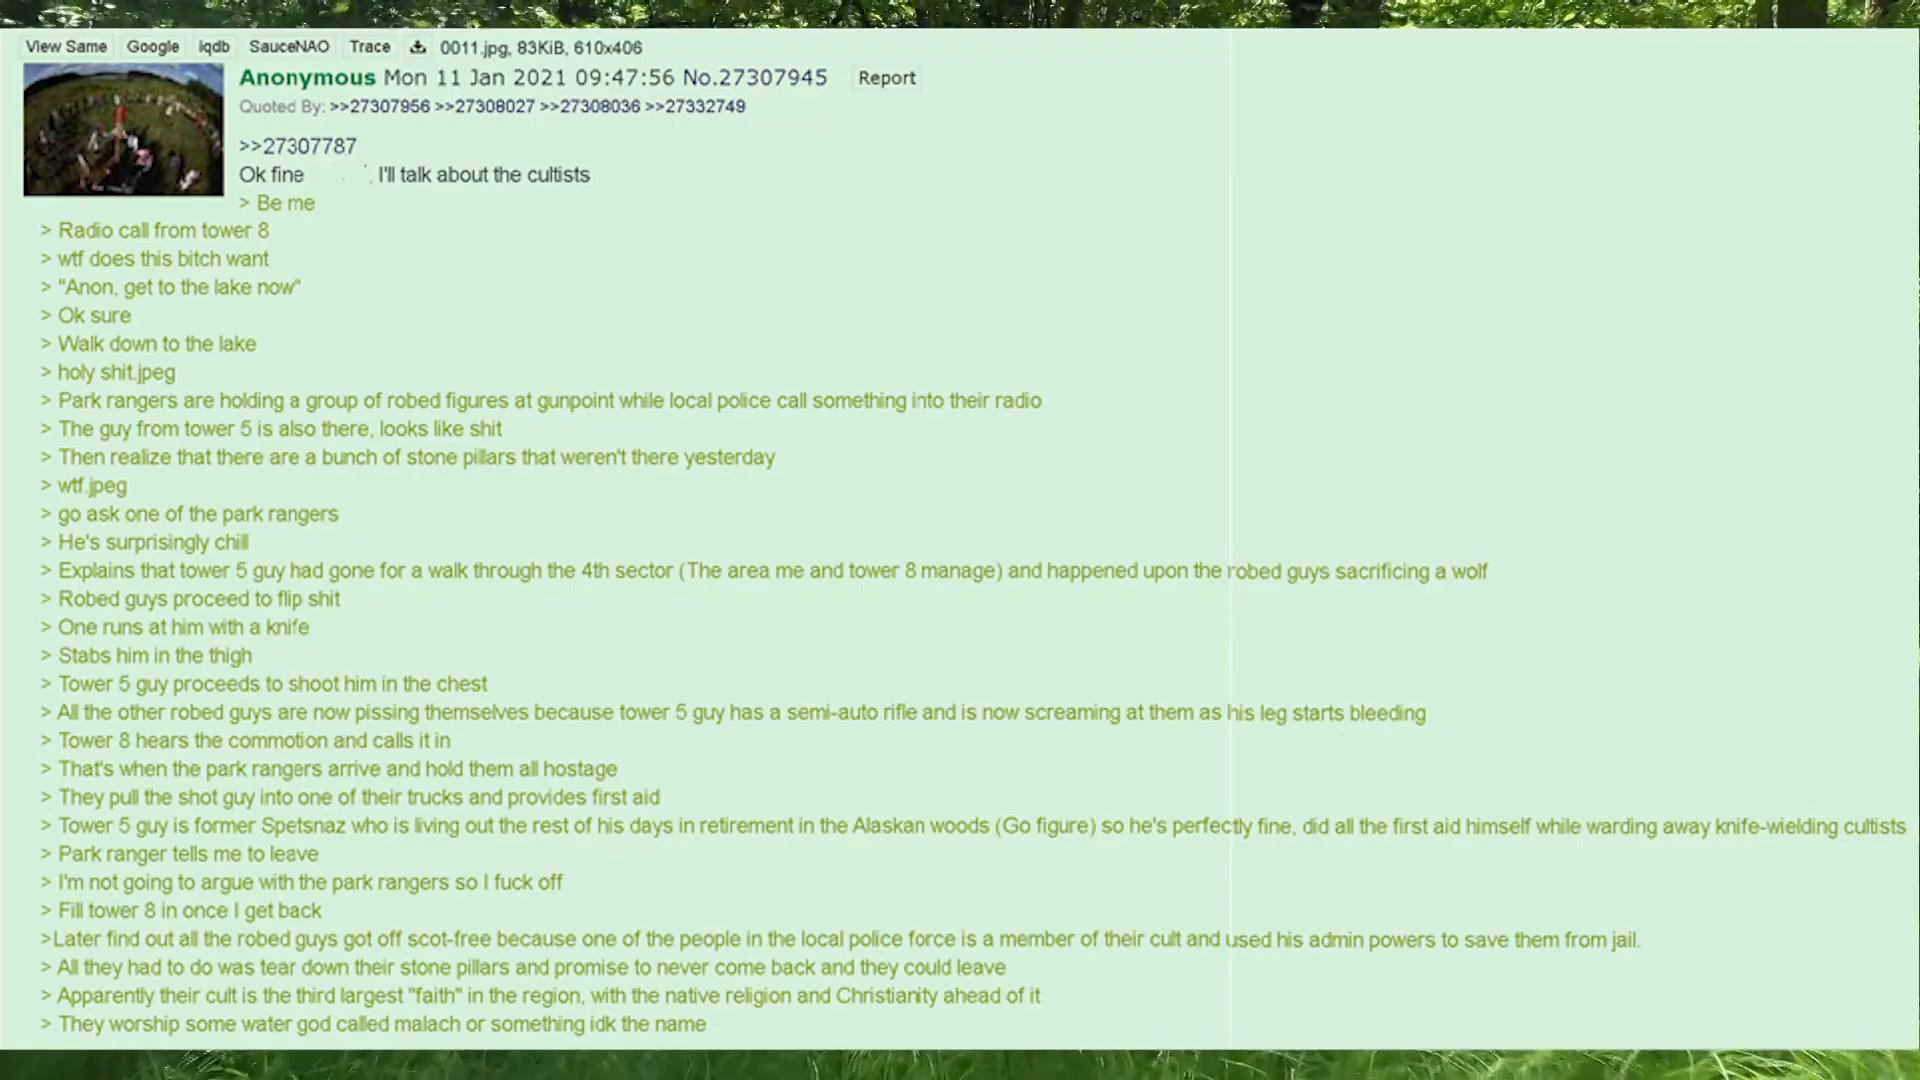 View Same Google iqdb SauceNAO Trace 0011.jpg, 83KiB, 610x406
Anonymous Mon 11 Jan 2021 09:47:56 No.27307945 Report
Quoted By: >>27307956 >>27308027 >>27308036 >>27332749
>>27307787
Ok fine I'll talk about the cultists
> Be me
> Radio call from tower 8
> wtf does this bitch want
> "Anon, get to the lake now"
> Ok sure
> Walk down to the lake
> holy shit.jpeg
> Park rangers are holding a group of robed figures at gunpoint while local police call something into their radio
> The guy from tower 5 is also there, looks like shit
> Then realize that there are a bunch of stone pillars that weren't there yesterday
> wtf.jpeg
> go ask one of the park rangers
> He's surprisingly chill
> Explains that tower 5 guy had gone for a walk through the 4th sector (The area me and tower 8 manage) and happened upon the robed guys sacrificing a wolf
> Robed guys proceed to flip shit
> One runs at him with a knife
> Stabs him in the thigh
> Tower 5 guy proceeds to shoot him in the chest
> All the other robed guys are now pissing themselves because tower 5 guy has a semi-auto rifle and is now screaming at them as his leg starts bleeding
> Tower 8 hears the commotion and calls it in
> That's when the park rangers arrive and hold them all hostage
> They pull the shot guy into one of their trucks and provides first aid
> Tower 5 guy is former Spetsnaz who is living out the rest of his days in retirement in the Alaskan woods (Go figure) so he's perfectly fine, did all the first aid himself while warding away knife-wielding cultists
> Park ranger tells me to leave
> I'm not going to argue with the park rangers so I fuck off
> Fill tower 8 in once I get back
>Later find out all the robed guys got off scot-free because one of the people in the local police force is a member of their cult and used his admin powers to save them from jail.
> All they had to do was tear down their stone pillars and promise to never come back and they could leave
> Apparently their cult is the third largest "faith" in the region, with the native religion and Christianity ahead of it
> They worship some water god called malach or something idk the name